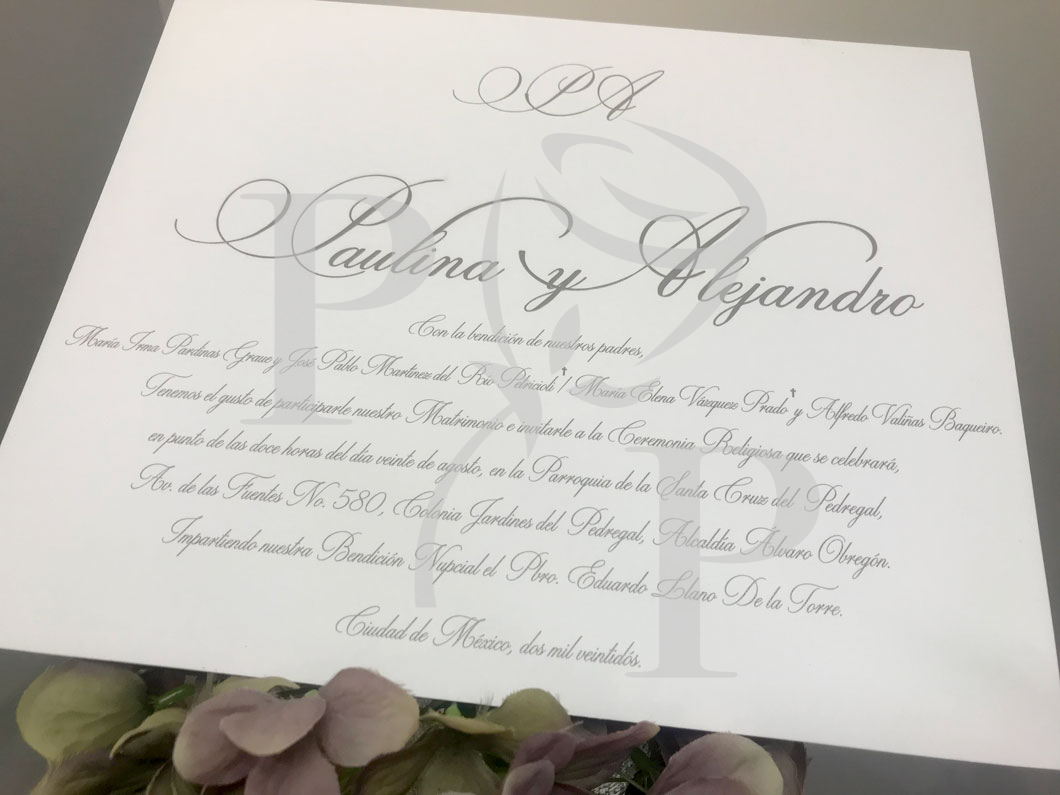 PA
Paulina y Alejandro
Con la bendición de nuestros padres,
María Irma Pardinas Graue y José Pablo Martínez del Río Petricioli † / María Elena Vázquez Prado † y Alfredo Valiñas Baqueiro.
Tenemos el gusto de participarle nuestro Matrimonio e invitarle a la Ceremonia Religiosa que se celebrará,
en punto de las doce horas del día veinte de agosto, en la Parroquia de la Santa Cruz del Pedregal,
Av. de las Fuentes No. 580, Colonia Jardines del Pedregal, Alcaldía Álvaro Obregón.
Impartiendo nuestra Bendición Nupcial el Pbro. Eduardo Llano De la Torre.
Ciudad de México, dos mil veintidós.
P
P